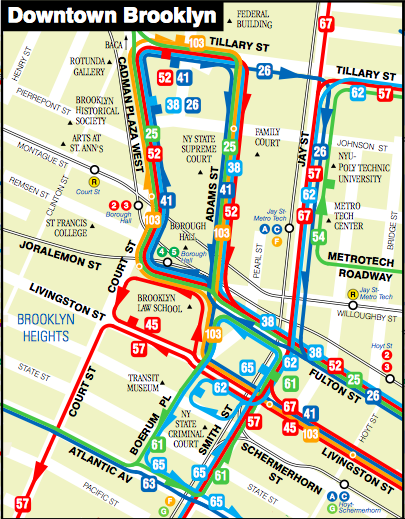 Downtown Brooklyn
FEDERAL
BUILDING
67
103
TILLARY ST
BACA
ROTUNDA
GALLERY
HENRY ST
CADMAN PLAZA WEST
52
41
26
TILLARY ST
62
57
PIERREPONT ST
38
26
BROOKLYN
HISTORICAL
SOCIETY
ARTS AT
ST. ANN'S
25
52
NY STATE
SUPREME
COURT
25
FAMILY
COURT
JAY ST
26
JOHNSON ST
NYU-
POLY TECHNIC
UNIVERSITY
MONTAGUE ST
R
Court St
38
41
57
62
REMSEN ST
CLINTON ST
ADAMS ST
52
67
METRO
TECH
CENTER
BRIDGE ST
2 3
Borough
Hall
103
ST FRANCIS
COLLEGE
BOROUGH
HALL
103
Jay St-
Metro Tech
A C
F
54
JORALEMON ST
COURT ST
4 5
Borough
Hall
PEARL ST
METROTECH
ROADWAY
LIVINGSTON ST
BROOKLYN
LAW SCHOOL
R
Jay St-
Metro Tech
WILLOUGHBY ST
BROOKLYN
HEIGHTS
45
103
38
57
38
Hoyt St
2
3
STATE ST
65
52
FULTON ST
25
26
COURT ST
TRANSIT
MUSEUM
62
61
BOERUM PL
NY
STATE
CRIMINAL
COURT
SMITH ST
67
41
57
45
103
HOYT ST
65
61
LIVINGSTON ST
SCHERMERHORN
ST
ATLANTIC AV
65
63
65
61
57
PACIFIC ST
F
G
STATE ST
A C
G
Hoyt-
Schermerhorn